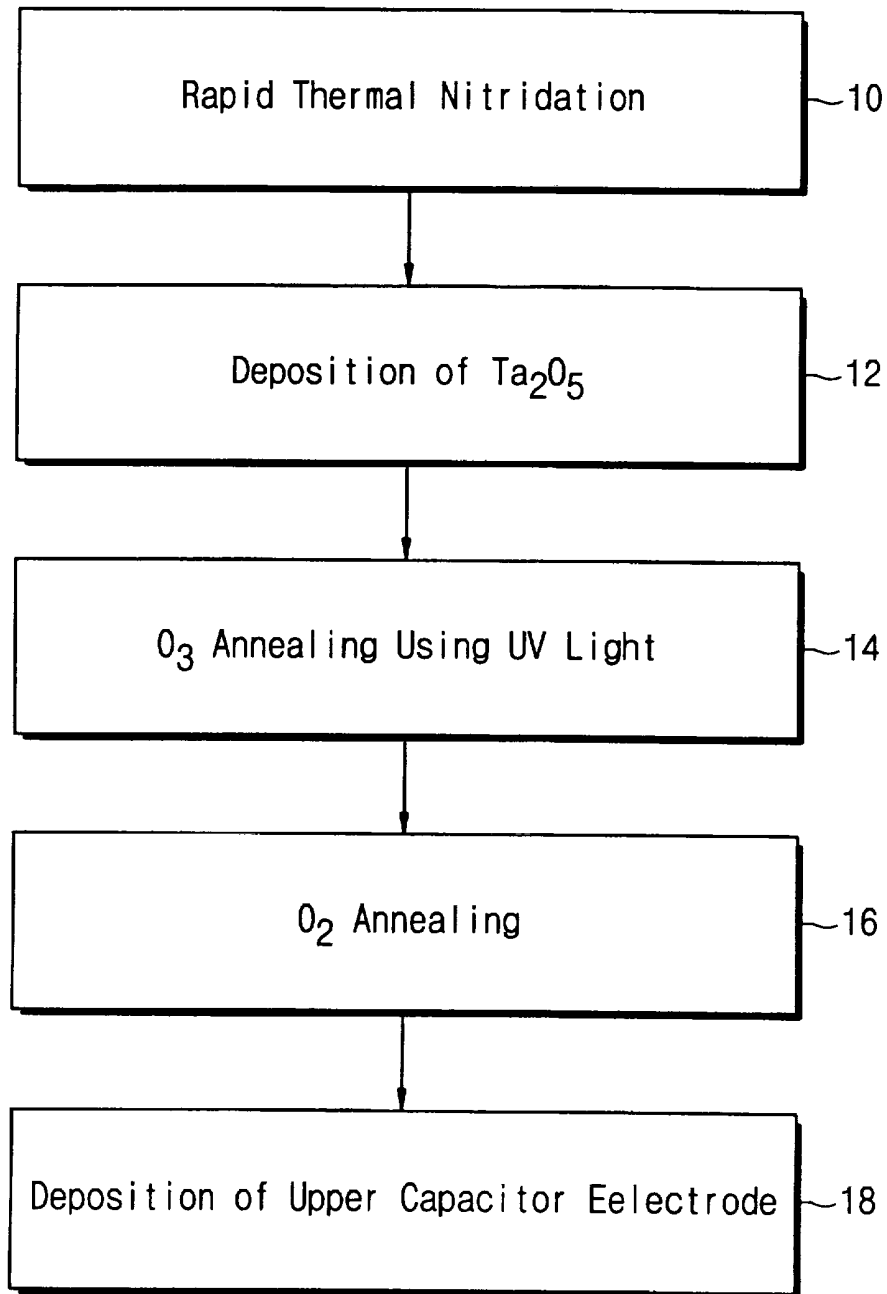 Rapid Thermal Nitridation 10
Deposition of Ta₂O₅ 12
O₃ Annealing Using UV Light 14
O₂ Annealing 16
Deposition of Upper Capacitor Eelectrode 18